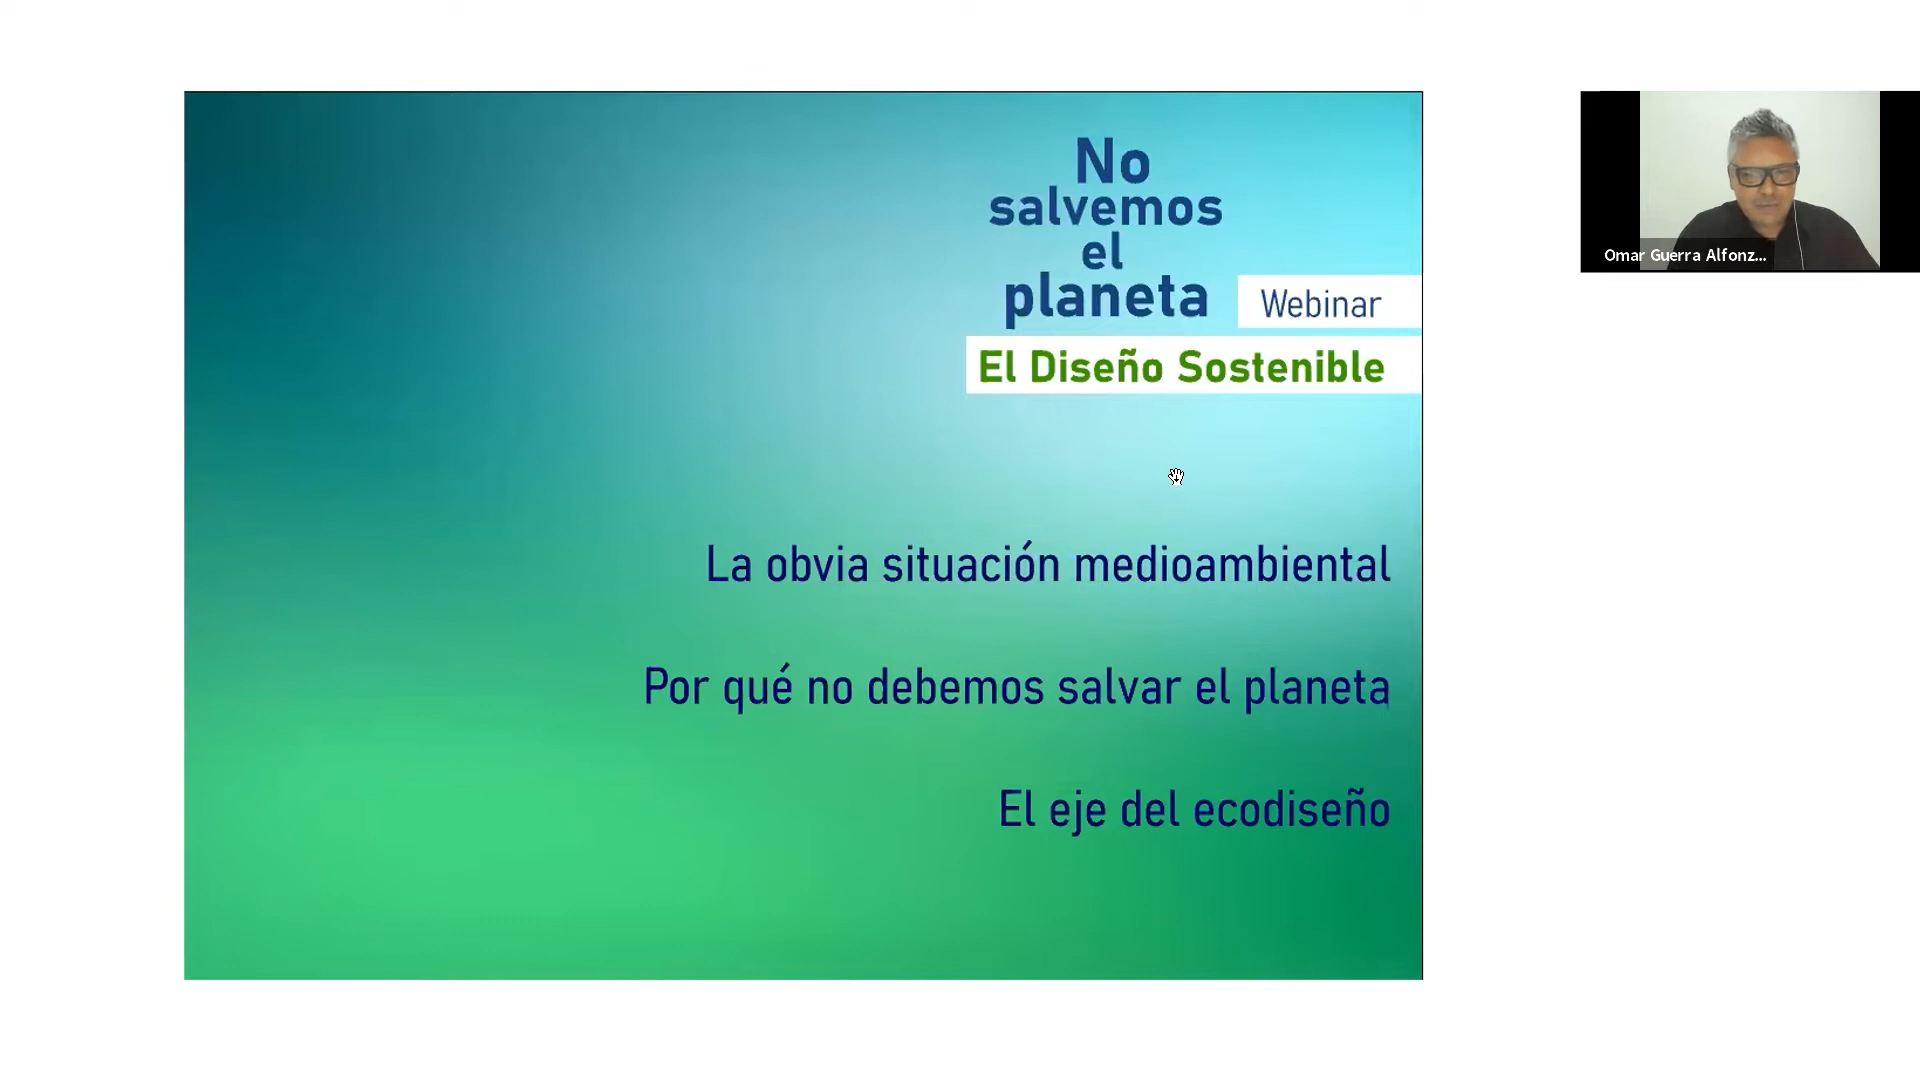 No
salvemos
el
planeta
Webinar
El Diseño Sostenible
La obvia situación medioambiental
Por qué no debemos salvar el planeta
El eje del ecodiseño
Omar Guerra Alfonz...